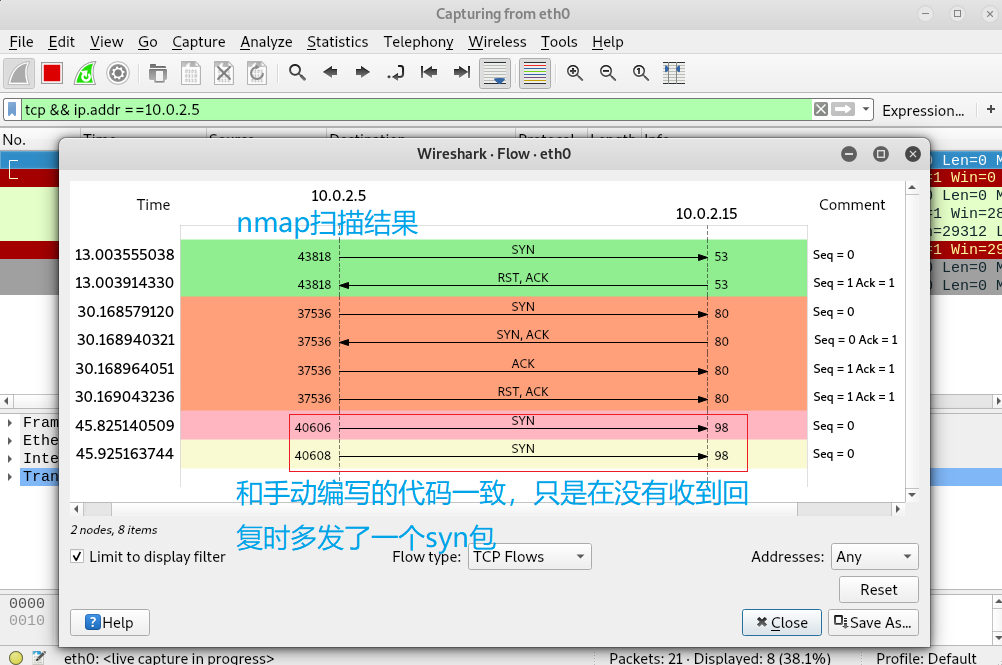 Capturing from eth0
File Edit View Go Capture Analyze Statistics Telephony Wireless Tools Help
tcp && ip.addr ==10.0.2.5
Expression... +
No. Time Source Destination Protocol Length Info
Wireshark · Flow · eth0
Time 10.0.2.5 10.0.2.15 Comment
nmap扫描结果
13.003555038 43818 SYN 53 Seq = 0
13.003914330 43818 RST, ACK 53 Seq = 1 Ack = 1
30.168579120 37536 SYN 80 Seq = 0
30.168940321 37536 SYN, ACK 80 Seq = 0 Ack = 1
30.168964051 37536 ACK 80 Seq = 1 Ack = 1
30.169043236 37536 RST, ACK 80 Seq = 1 Ack = 1
45.825140509 40606 SYN 98 Seq = 0
45.925163744 40608 SYN 98 Seq = 0
和手动编写的代码一致，只是在没有收到回
复时多发了一个syn包
2 nodes, 8 items
Limit to display filter Flow type: TCP Flows Addresses: Any
Reset
Help Close Save As...
0 Len=0 M
=1 Win=0
0 Len=0 M
=1 Win=28
=29312 L
=1 Win=29
0 Len=0 M
0 Len=0 M
Fram
Ethe
Inte
Tran
0000
0010
eth0: <live capture in progress> Packets: 21 · Displayed: 8 (38.1%) Profile: Default